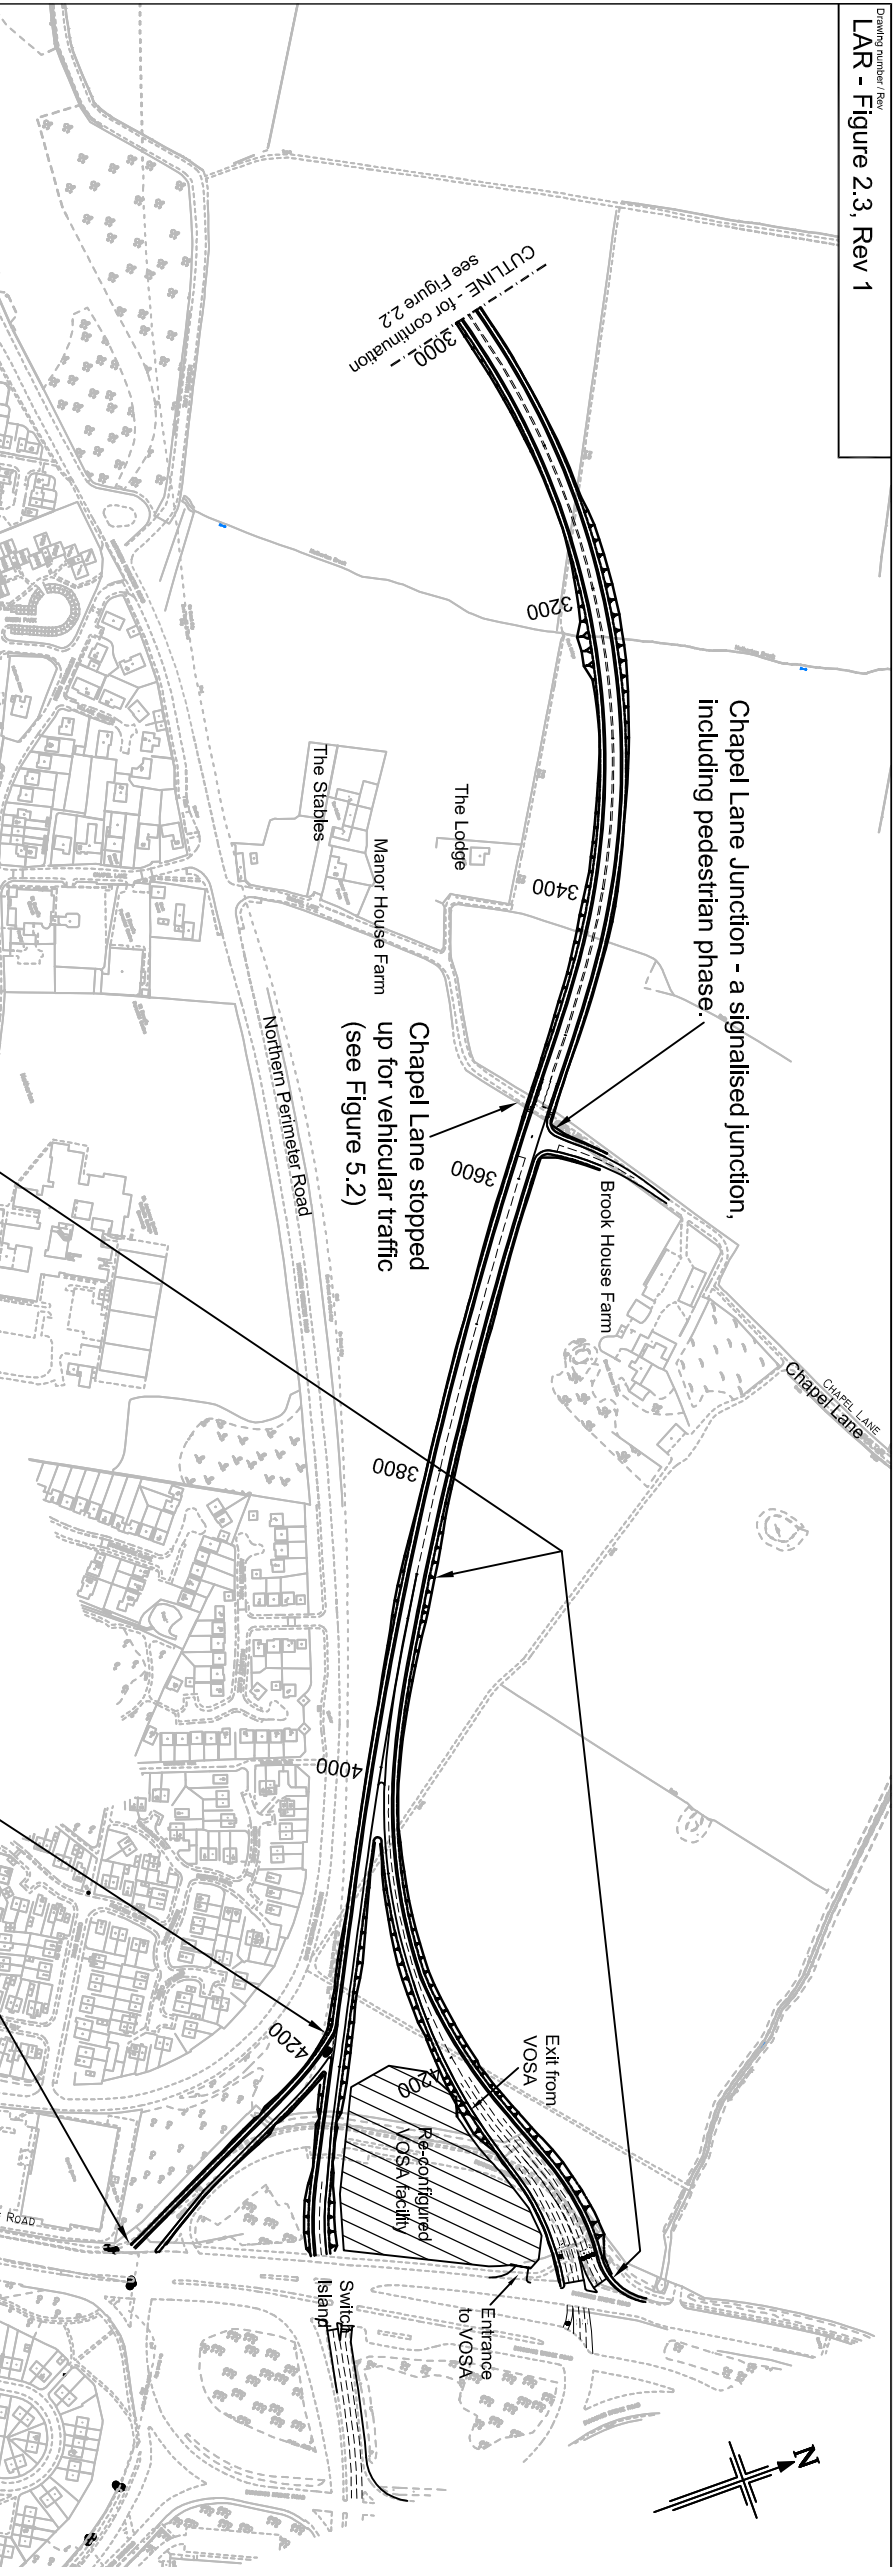 Drawing number / Rev
LAR - Figure 2.3, Rev 1
CUTLINE - for continuation
see Figure 2.2
3000
3200
Chapel Lane Junction - a signalised junction,
including pedestrian phase.
The Stables
Manor House Farm
The Lodge
3400
Chapel Lane stopped
up for vehicular traffic
(see Figure 5.2)
Northern Perimeter Road
3600
Brook House Farm
CHAPEL LANE
Chapel Lane
3800
4000
4200
4200
Exit from
VOSA
Re-configured
VOSA facility
Entrance
to VOSA
Switch
Island
ROAD
N